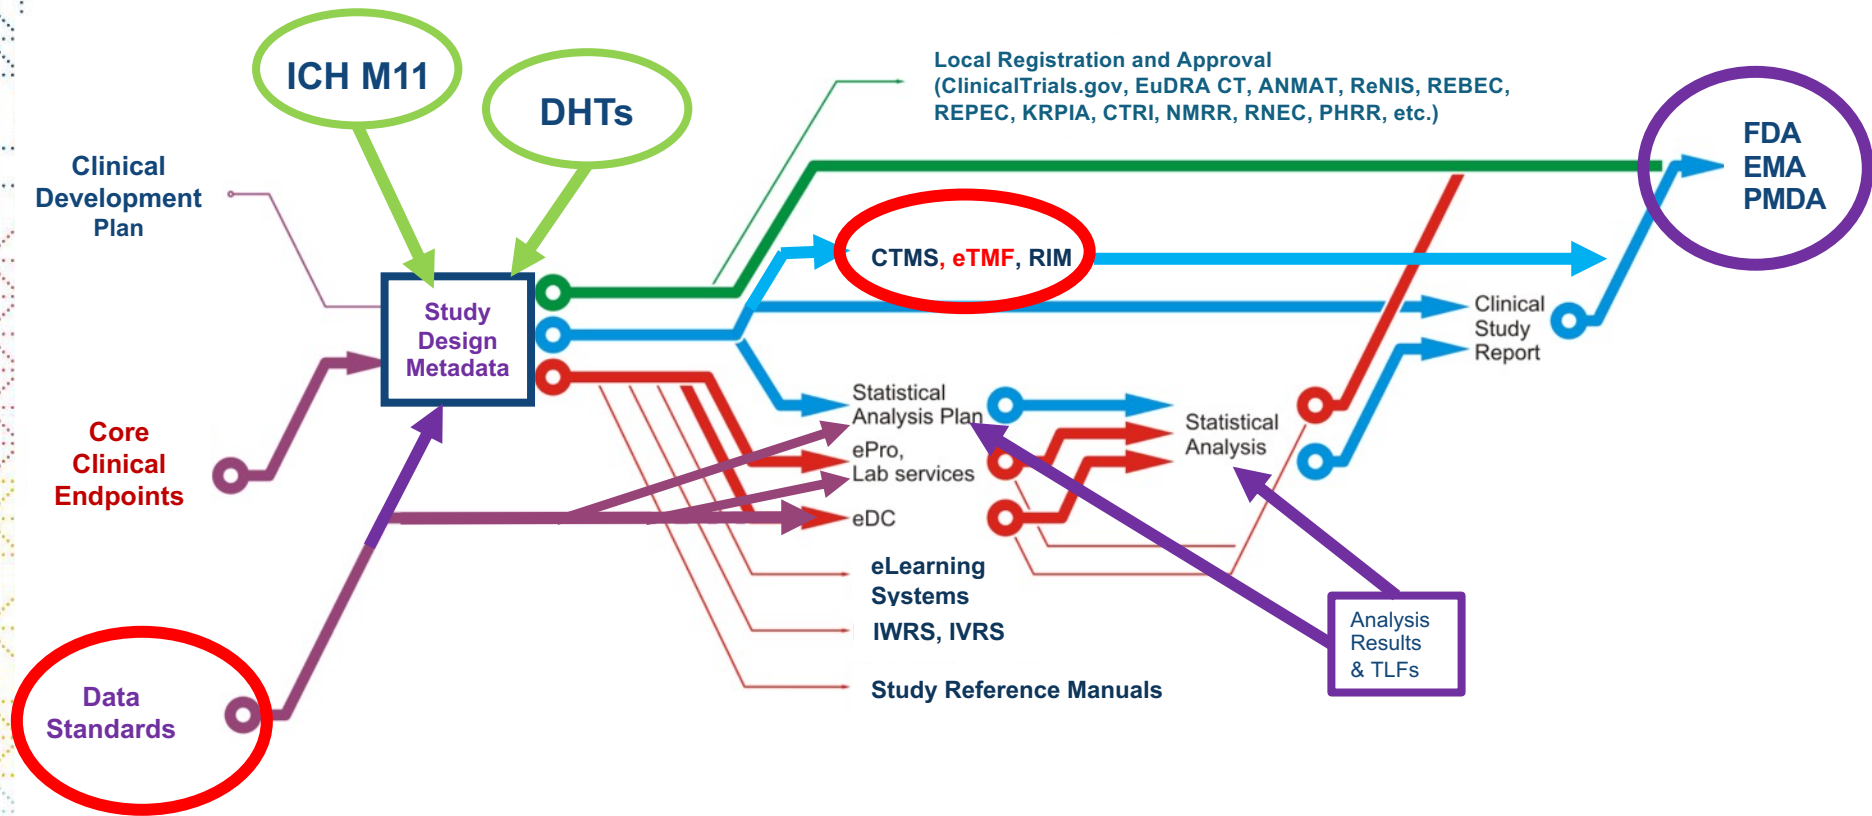 ICH M11
DHTs
Local Registration and Approval
(ClinicalTrials.gov, EuDRA CT, ANMAT, ReNIS, REBEC,
REPEC, KRPIA, CTRI, NMRR, RNEC, PHRR, etc.)
FDA
EMA
PMDA
Clinical
Development
Plan
CTMS, eTMF, RIM
Study
Design
Metadata
Clinical
Study
Report
Statistical
Analysis Plan
Statistical
Analysis
Core
Clinical
Endpoints
ePro,
Lab services
eDC
eLearning
Systems
IWRS, IVRS
Study Reference Manuals
Analysis
Results
& TLFs
Data
Standards